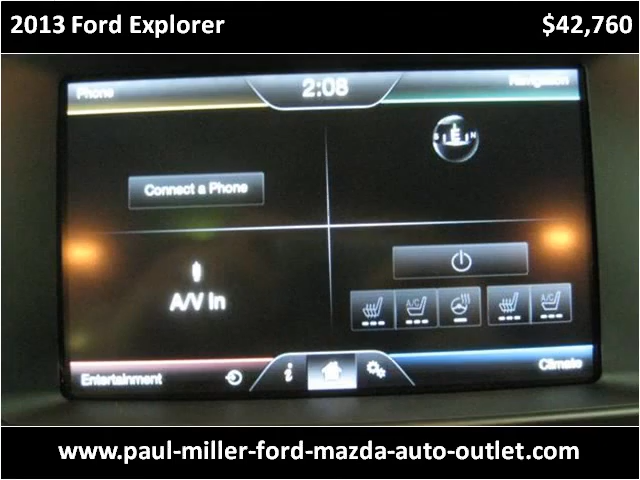 2013 Ford Explorer $42,760
Phone 2:08 Navigation
S E N
Connect a Phone
A/V In
A/C A/C
Entertainment i Climate
www.paul-miller-ford-mazda-auto-outlet.com